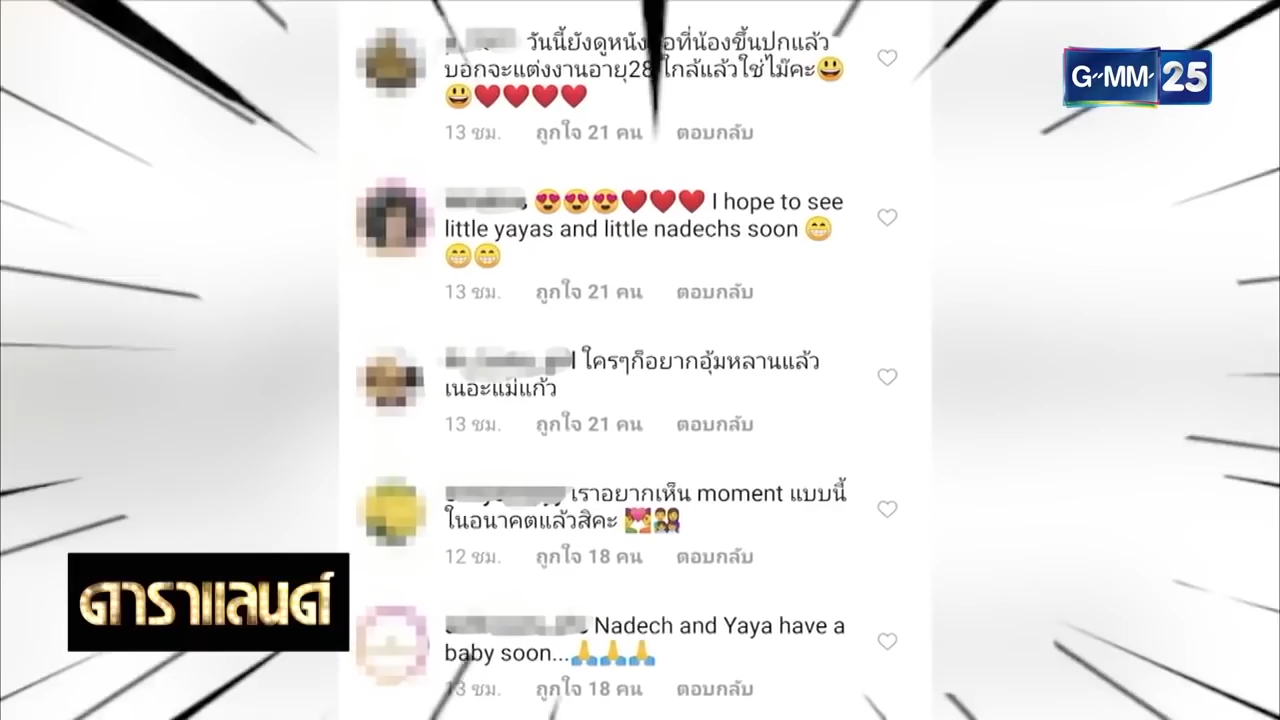 วันนี้ยังดูหนังสือที่น้องขึ้นปกแล้ว
GMM 25
บอกจะแต่งงานอายุ28 ใกล้แล้วใช่ไม๊คะ😃
😃❤️❤️❤️❤️
13 ชม. ถูกใจ 21 คน ตอบกลับ
😍😍😍❤️❤️❤️ I hope to see
little yayas and little nadechs soon 😁
😁😁
13 ชม. ถูกใจ 21 คน ตอบกลับ
ใครๆก็อยากอุ้มหลานแล้ว
เนอะแม่แก้ว
13 ชม. ถูกใจ 21 คน ตอบกลับ
เราอยากเห็น moment แบบนี้
ในอนาคตแล้วสิคะ 💑👨‍👩‍👧‍👦
12 ชม. ถูกใจ 18 คน ตอบกลับ
ดาราแลนด์
Nadech and Yaya have a
baby soon...🙏🙏🙏
13 ชม. ถูกใจ 18 คน ตอบกลับ